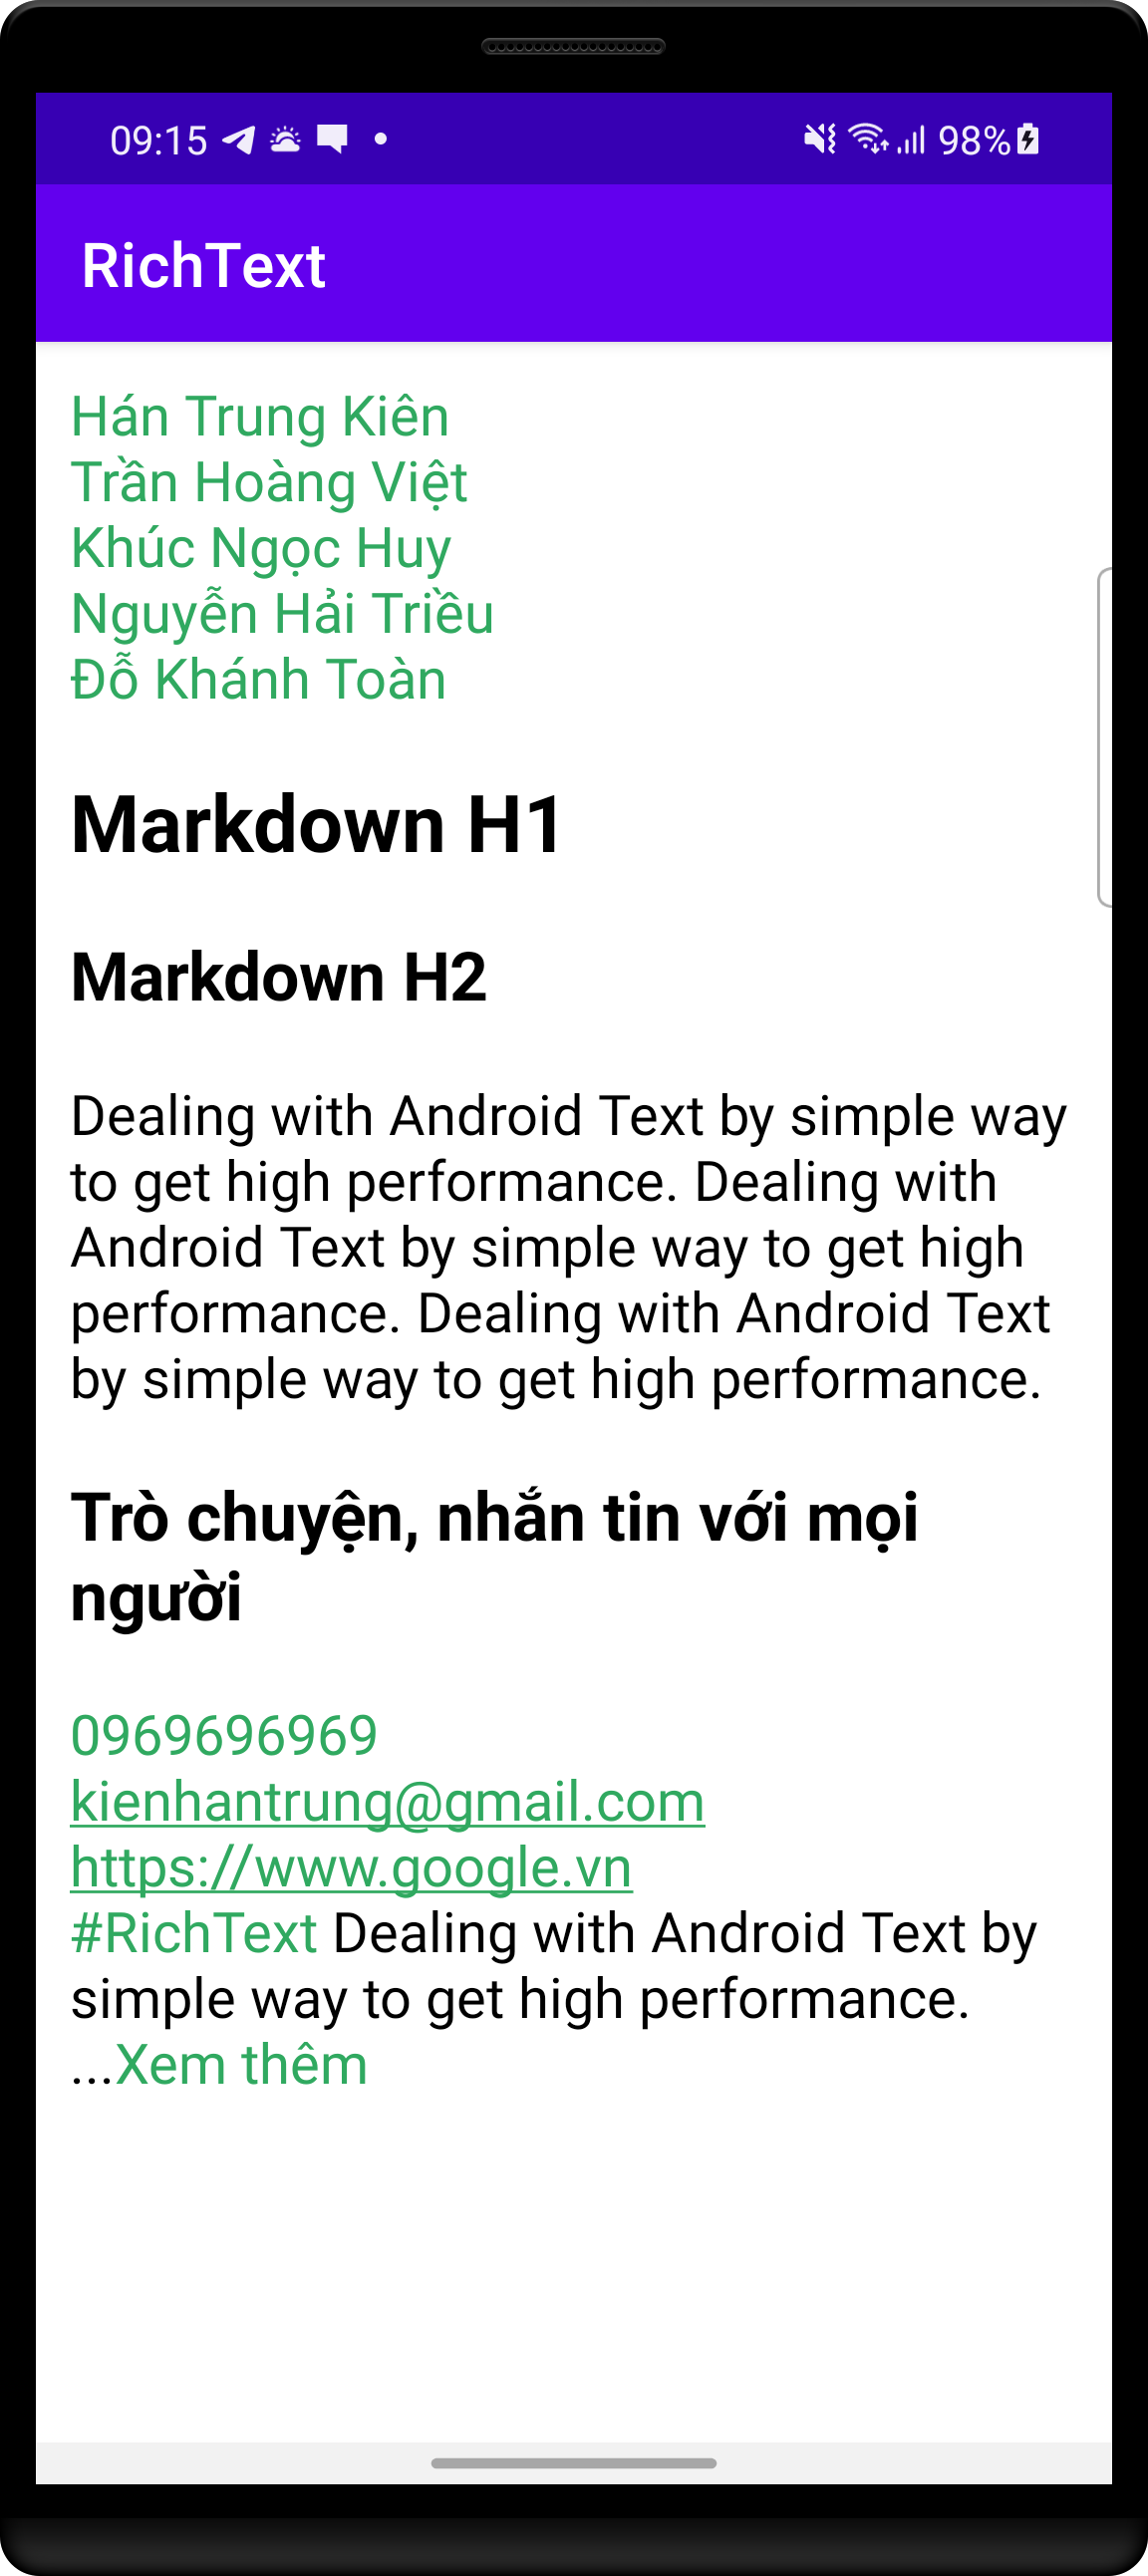 09:15
98%
RichText
Hán Trung Kiên
Trần Hoàng Việt
Khúc Ngọc Huy
Nguyễn Hải Triều
Đỗ Khánh Toàn
Markdown H1
Markdown H2
Dealing with Android Text by simple way
to get high performance. Dealing with
Android Text by simple way to get high
performance. Dealing with Android Text
by simple way to get high performance.
Trò chuyện, nhắn tin với mọi
người
0969696969
kienhantrung@gmail.com
https://www.google.vn
#RichText Dealing with Android Text by
simple way to get high performance.
...Xem thêm